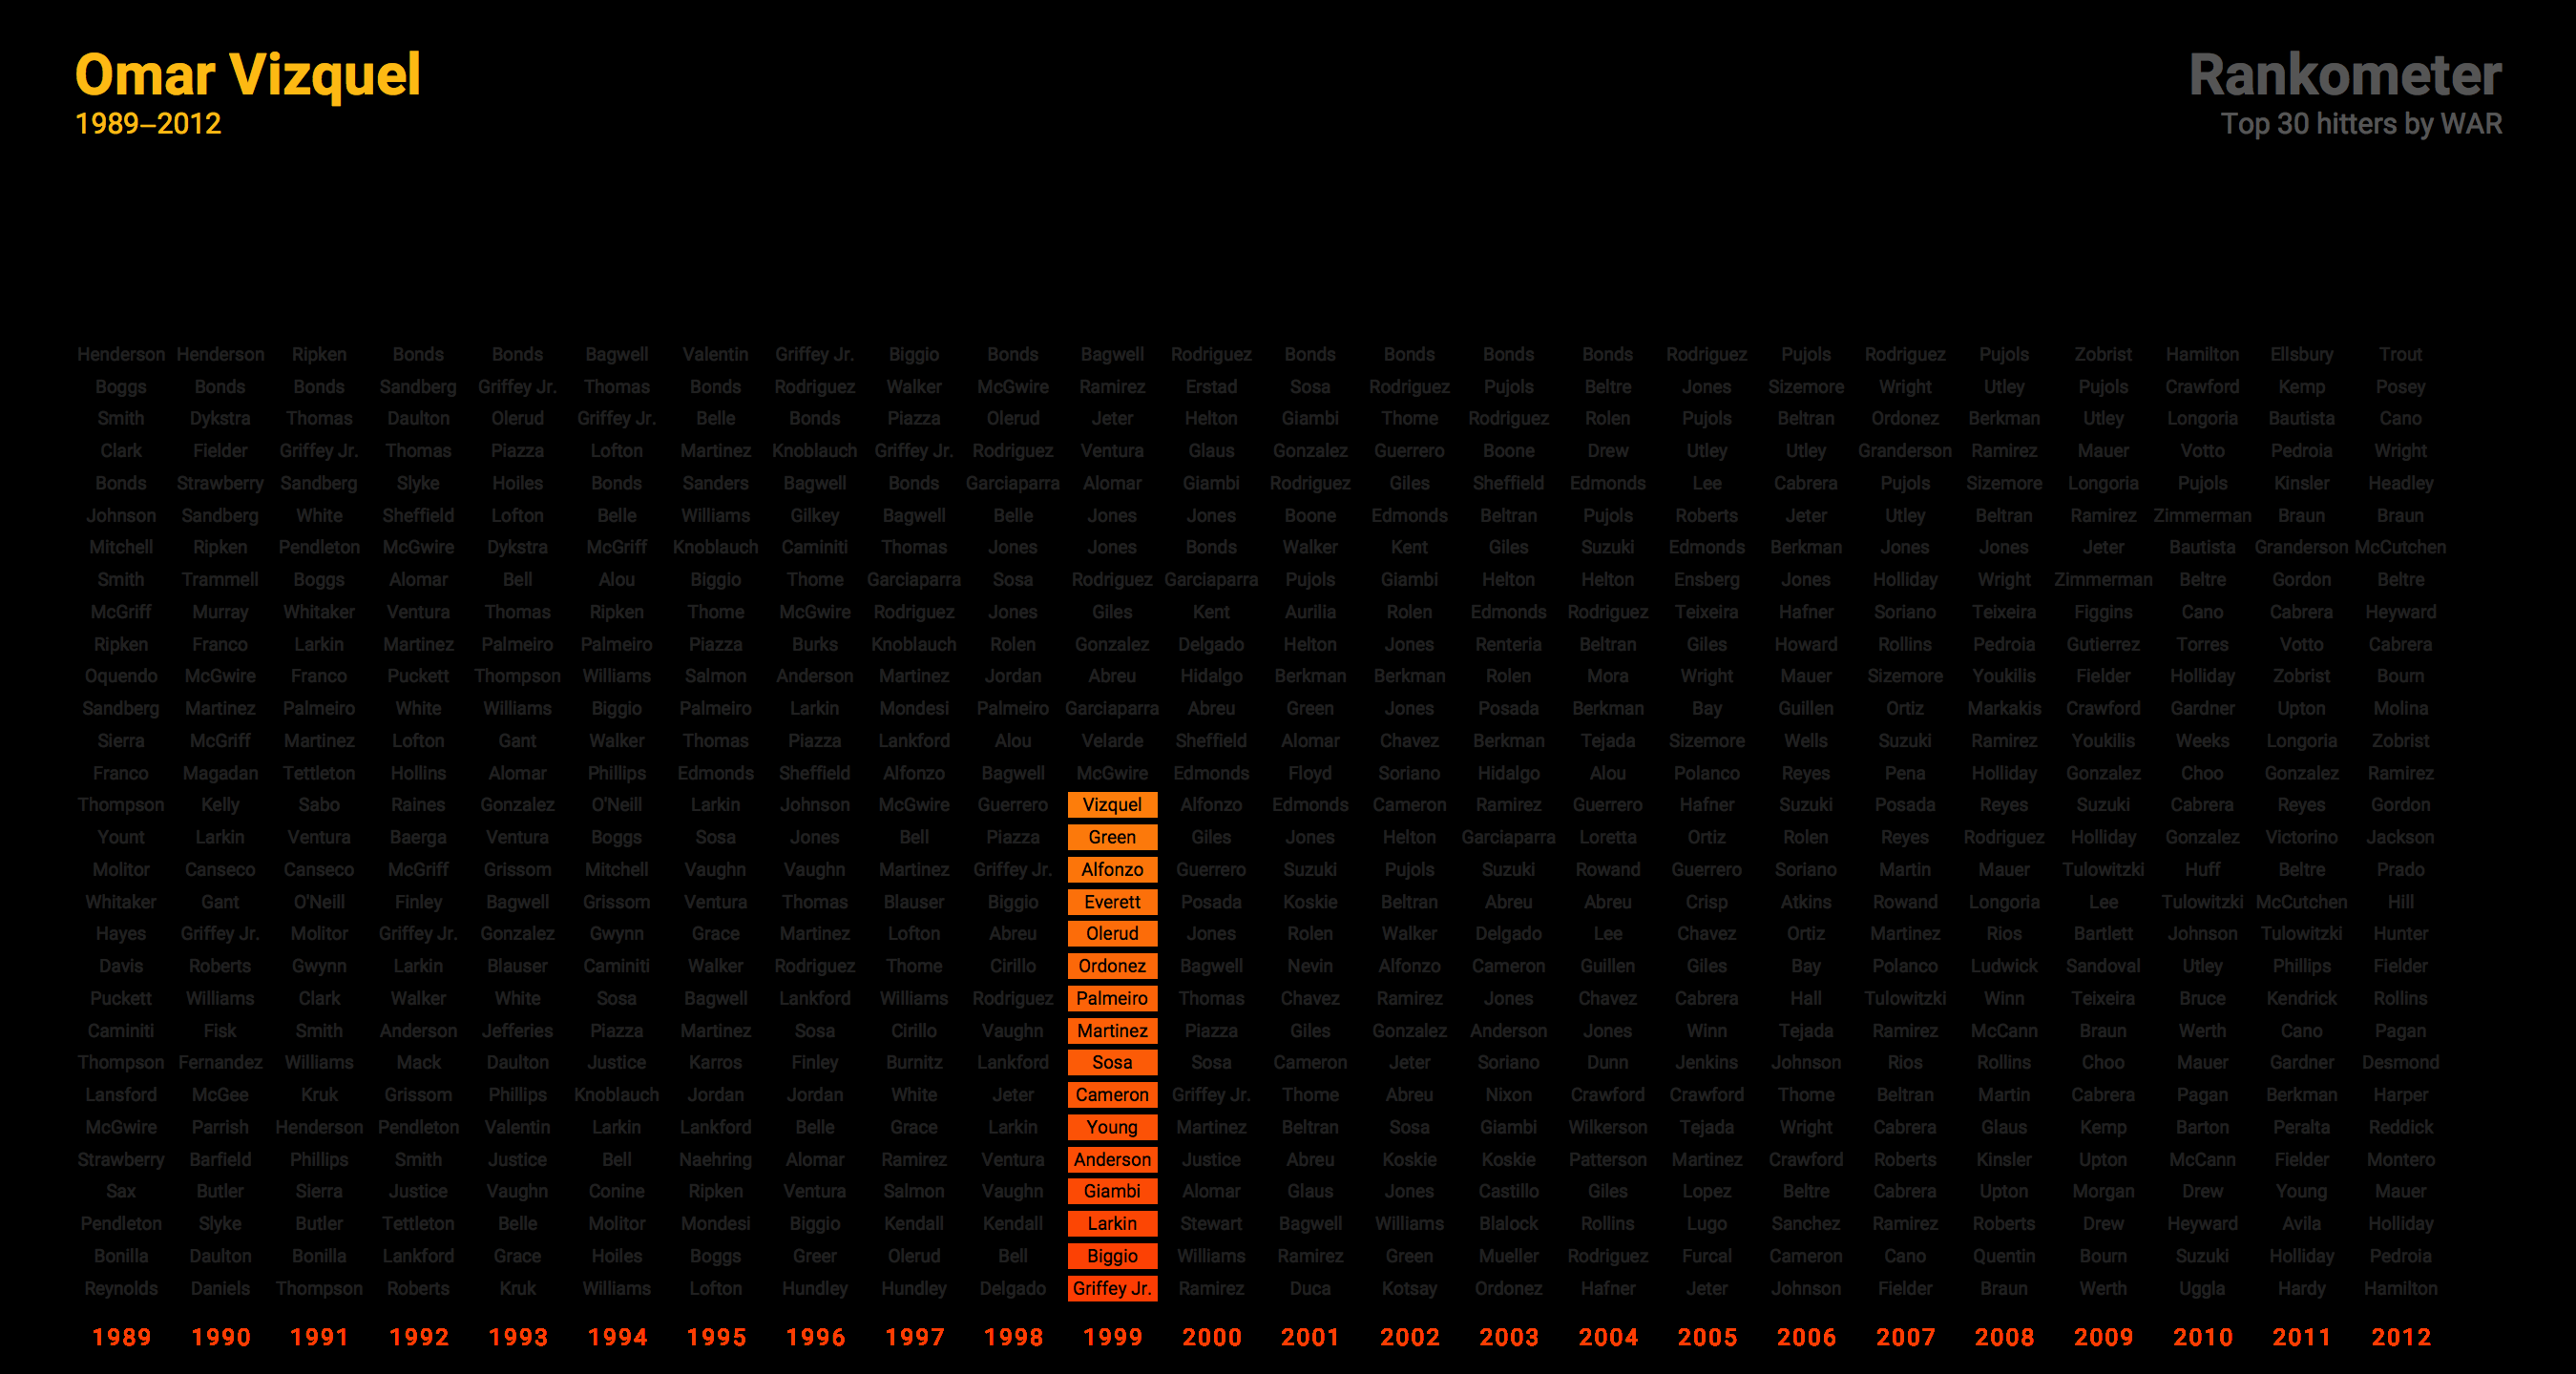 Omar Vizquel
1989–2012
Rankometer
Top 30 hitters by WAR
Henderson Henderson Ripken Bonds Bonds Bagwell Valentin Griffey Jr. Biggio Bonds Bagwell Rodriguez Bonds Bonds Bonds Bonds Rodriguez Pujols Rodriguez Pujols Zobrist Hamilton Ellsbury Trout
Boggs Bonds Bonds Sandberg Griffey Jr. Thomas Bonds Rodriguez Walker McGwire Ramirez Erstad Sosa Rodriguez Pujols Beltre Jones Sizemore Wright Utley Pujols Crawford Kemp Posey
Smith Dykstra Thomas Daulton Olerud Griffey Jr. Belle Bonds Piazza Olerud Jeter Helton Giambi Thome Rodriguez Rolen Pujols Beltran Ordonez Berkman Utley Longoria Bautista Cano
Clark Fielder Griffey Jr. Thomas Piazza Lofton Martinez Knoblauch Griffey Jr. Rodriguez Ventura Glaus Gonzalez Guerrero Boone Drew Utley Utley Granderson Ramirez Mauer Votto Pedroia Wright
Bonds Strawberry Sandberg Slyke Hoiles Bonds Sanders Bagwell Bonds Garciaparra Alomar Giambi Rodriguez Giles Sheffield Edmonds Lee Cabrera Pujols Sizemore Longoria Pujols Kinsler Headley
Johnson Sandberg White Sheffield Lofton Belle Williams Gilkey Bagwell Belle Jones Jones Boone Edmonds Beltran Pujols Roberts Jeter Utley Beltran Ramirez Zimmerman Braun Braun
Mitchell Ripken Pendleton McGwire Dykstra McGriff Knoblauch Caminiti Thomas Jones Jones Bonds Walker Kent Giles Suzuki Edmonds Berkman Jones Jones Jeter Bautista Granderson McCutchen
Smith Trammell Boggs Alomar Bell Alou Biggio Thome Garciaparra Sosa Rodriguez Garciaparra Pujols Giambi Helton Helton Ensberg Jones Holliday Wright Zimmerman Beltre Gordon Beltre
McGriff Murray Whitaker Ventura Thomas Ripken Thome McGwire Rodriguez Jones Giles Kent Aurilia Rolen Edmonds Rodriguez Teixeira Hafner Soriano Teixeira Figgins Cano Cabrera Heyward
Ripken Franco Larkin Martinez Palmeiro Palmeiro Piazza Burks Knoblauch Rolen Gonzalez Delgado Helton Jones Renteria Beltran Giles Howard Rollins Pedroia Gutierrez Torres Votto Cabrera
Oquendo McGwire Franco Puckett Thompson Williams Salmon Anderson Martinez Jordan Abreu Hidalgo Berkman Berkman Rolen Mora Wright Mauer Sizemore Youkilis Fielder Holliday Zobrist Bourn
Sandberg Martinez Palmeiro White Williams Biggio Palmeiro Larkin Mondesi Palmeiro Garciaparra Abreu Green Jones Posada Berkman Bay Guillen Ortiz Markakis Crawford Gardner Upton Molina
Sierra McGriff Martinez Lofton Gant Walker Thomas Piazza Lankford Alou Velarde Sheffield Alomar Chavez Berkman Tejada Sizemore Wells Suzuki Ramirez Youkilis Weeks Longoria Zobrist
Franco Magadan Tettleton Hollins Alomar Phillips Edmonds Sheffield Alfonzo Bagwell McGwire Edmonds Floyd Soriano Hidalgo Alou Polanco Reyes Pena Holliday Gonzalez Choo Gonzalez Ramirez
Thompson Kelly Sabo Raines Gonzalez O'Neill Larkin Johnson McGwire Guerrero Vizquel Alfonzo Edmonds Cameron Ramirez Guerrero Hafner Suzuki Posada Reyes Suzuki Cabrera Reyes Gordon
Yount Larkin Ventura Baerga Ventura Boggs Sosa Jones Bell Piazza Green Giles Jones Helton Garciaparra Loretta Ortiz Rolen Reyes Rodriguez Holliday Gonzalez Victorino Jackson
Molitor Canseco Canseco McGriff Grissom Mitchell Vaughn Vaughn Martinez Griffey Jr. Alfonzo Guerrero Suzuki Pujols Suzuki Rowand Guerrero Soriano Martin Mauer Tulowitzki Huff Beltre Prado
Whitaker Gant O'Neill Finley Bagwell Grissom Ventura Thomas Blauser Biggio Everett Posada Koskie Beltran Abreu Abreu Crisp Atkins Rowand Longoria Lee Tulowitzki McCutchen Hill
Hayes Griffey Jr. Molitor Griffey Jr. Gonzalez Gwynn Grace Martinez Lofton Abreu Olerud Jones Rolen Walker Delgado Lee Chavez Ortiz Martinez Rios Bartlett Johnson Tulowitzki Hunter
Davis Roberts Gwynn Larkin Blauser Caminiti Walker Rodriguez Thome Cirillo Ordonez Bagwell Nevin Alfonzo Cameron Guillen Giles Bay Polanco Ludwick Sandoval Utley Phillips Fielder
Puckett Williams Clark Walker White Sosa Bagwell Lankford Williams Rodriguez Palmeiro Thomas Chavez Ramirez Jones Chavez Cabrera Hall Tulowitzki Winn Teixeira Bruce Kendrick Rollins
Caminiti Fisk Smith Anderson Jefferies Piazza Martinez Sosa Cirillo Vaughn Martinez Piazza Giles Gonzalez Anderson Jones Winn Tejada Ramirez McCann Braun Werth Cano Pagan
Thompson Fernandez Williams Mack Daulton Justice Karros Finley Burnitz Lankford Sosa Sosa Cameron Jeter Soriano Dunn Jenkins Johnson Rios Rollins Choo Mauer Gardner Desmond
Lansford McGee Kruk Grissom Phillips Knoblauch Jordan Jordan White Jeter Cameron Griffey Jr. Thome Abreu Nixon Crawford Crawford Thome Beltran Martin Cabrera Pagan Berkman Harper
McGwire Parrish Henderson Pendleton Valentin Larkin Lankford Belle Grace Larkin Young Martinez Beltran Sosa Giambi Wilkerson Tejada Wright Cabrera Glaus Kemp Barton Peralta Reddick
Strawberry Barfield Phillips Smith Justice Bell Naehring Alomar Ramirez Ventura Anderson Justice Abreu Koskie Koskie Patterson Martinez Crawford Roberts Kinsler Upton McCann Fielder Montero
Sax Butler Sierra Justice Vaughn Conine Ripken Ventura Salmon Vaughn Giambi Alomar Glaus Jones Castillo Giles Lopez Beltre Cabrera Upton Morgan Drew Young Mauer
Pendleton Slyke Butler Tettleton Belle Molitor Mondesi Biggio Kendall Kendall Larkin Stewart Bagwell Williams Blalock Rollins Lugo Sanchez Ramirez Roberts Drew Heyward Avila Holliday
Bonilla Daulton Bonilla Lankford Grace Hoiles Boggs Greer Olerud Bell Biggio Williams Ramirez Green Mueller Rodriguez Furcal Cameron Cano Quentin Bourn Suzuki Holliday Pedroia
Reynolds Daniels Thompson Roberts Kruk Williams Lofton Hundley Hundley Delgado Griffey Jr. Ramirez Duca Kotsay Ordonez Hafner Jeter Johnson Fielder Braun Werth Uggla Hardy Hamilton
1989 1990 1991 1992 1993 1994 1995 1996 1997 1998 1999 2000 2001 2002 2003 2004 2005 2006 2007 2008 2009 2010 2011 2012